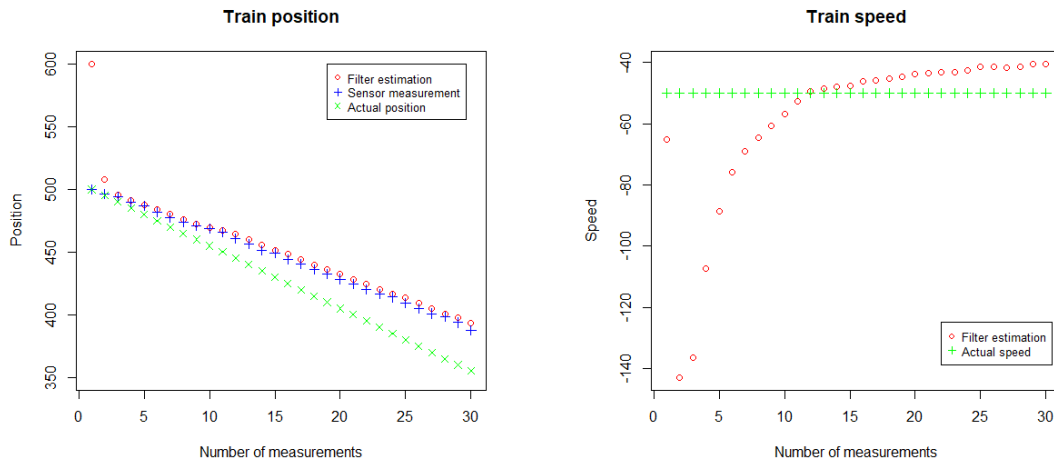 Train position
Position
600
550
500
450
400
350
Filter estimation
Sensor measurement
Actual position
0
5
10
15
20
25
30
Number of measurements
Train speed
Speed
-40
-60
-80
-100
-120
-140
Filter estimation
Actual speed
0
5
10
15
20
25
30
Number of measurements